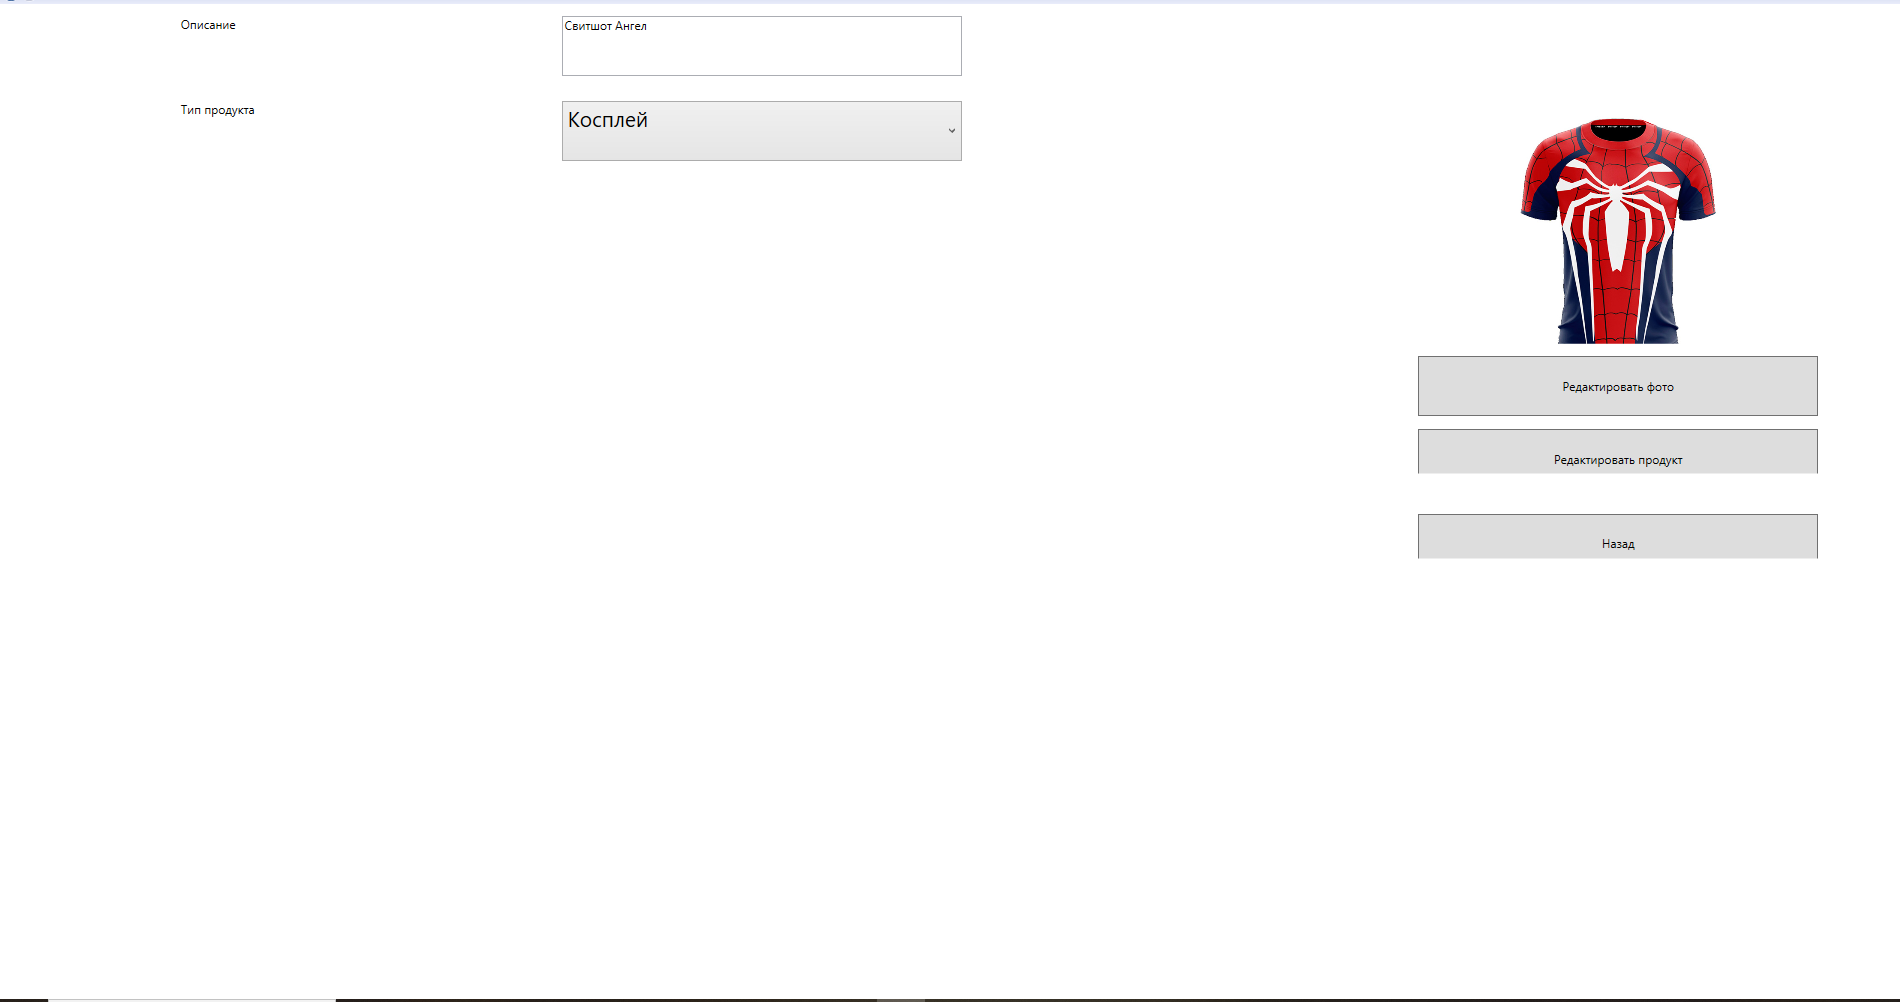 Описание
Свитшот Ангел
Тип продукта
Косплей
Редактировать фото
Редактировать продукт
Назад